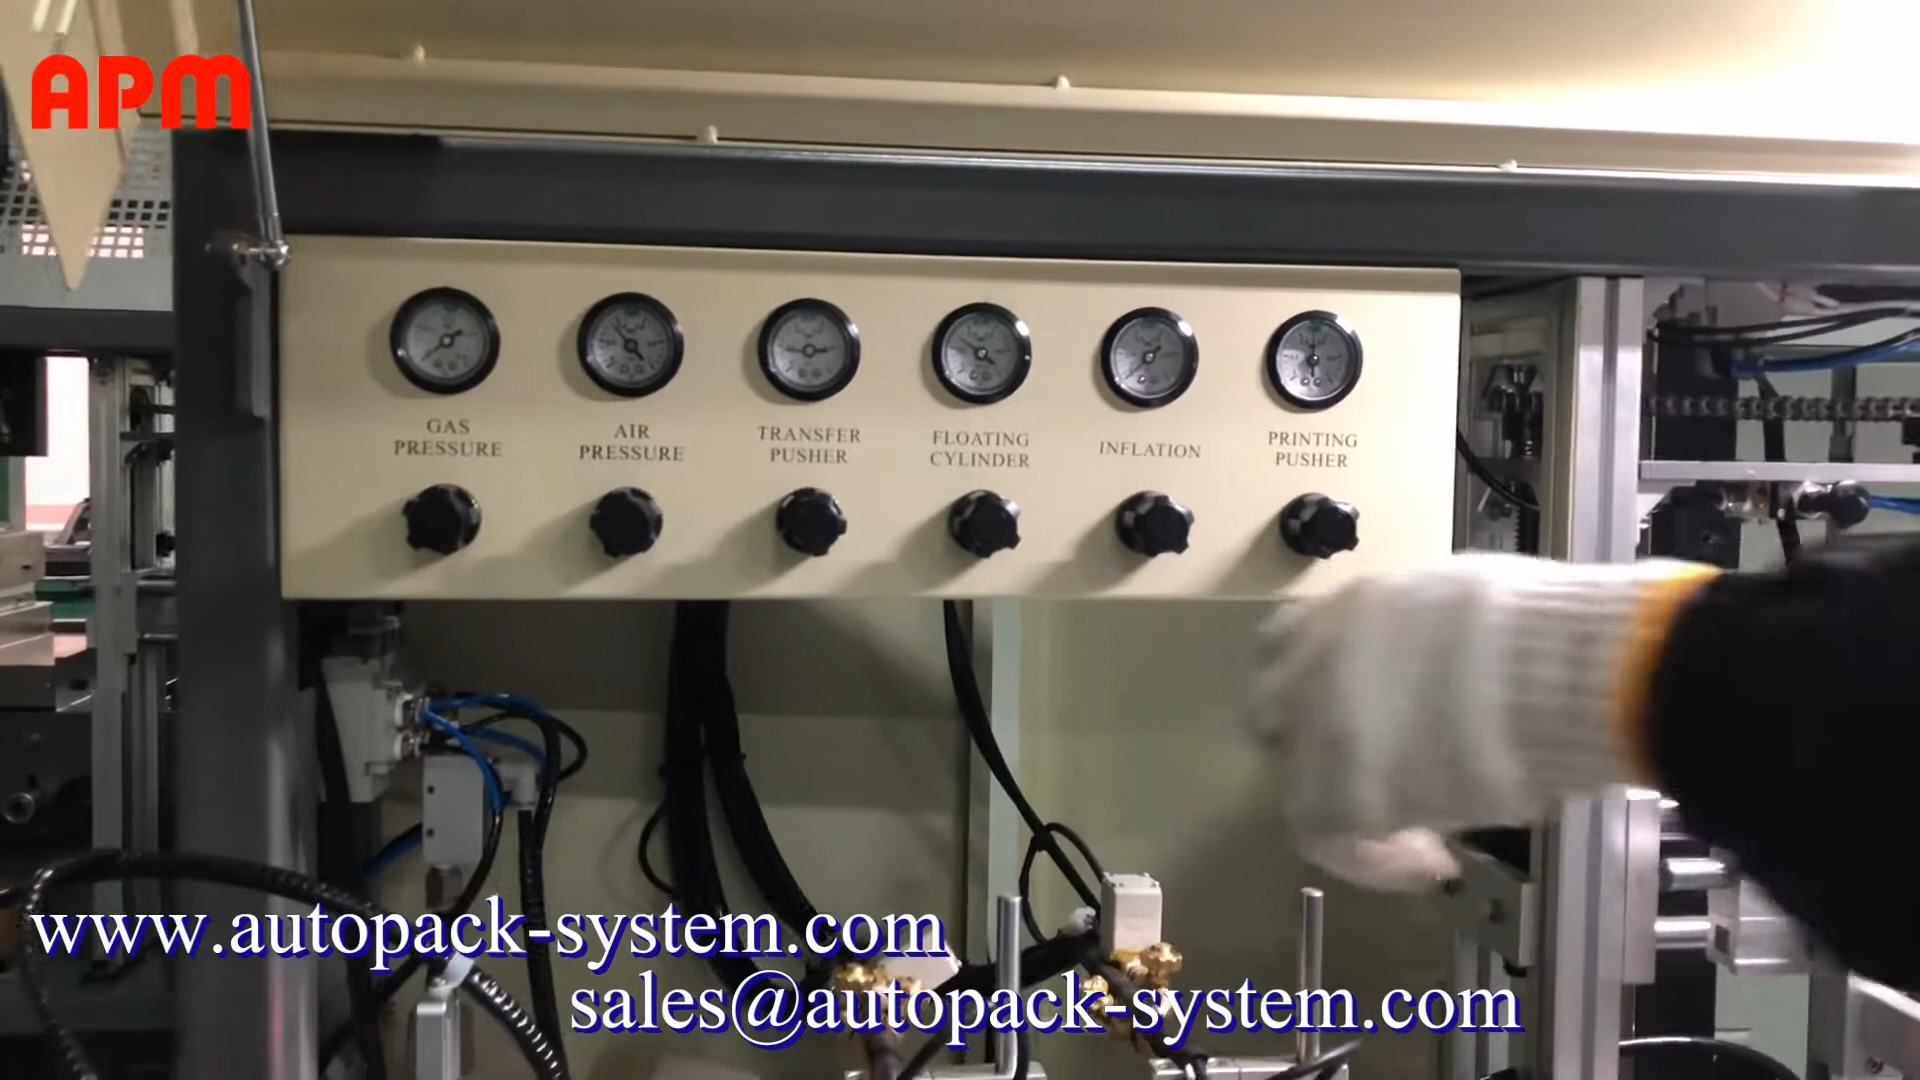 APM
GAS
PRESSURE
AIR
PRESSURE
TRANSFER
PUSHER
FLOATING
CYLINDER
INFLATION
PRINTING
PUSHER
www.autopack-system.com
sales@autopack-system.com